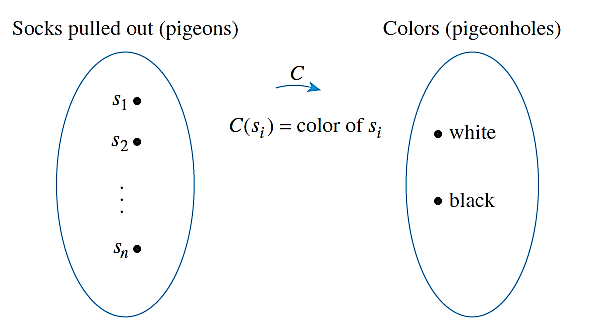 Socks pulled out (pigeons)
Colors (pigeonholes)
C
s₁
s₂
⋮
sₙ
C(sᵢ) = color of sᵢ
white
black